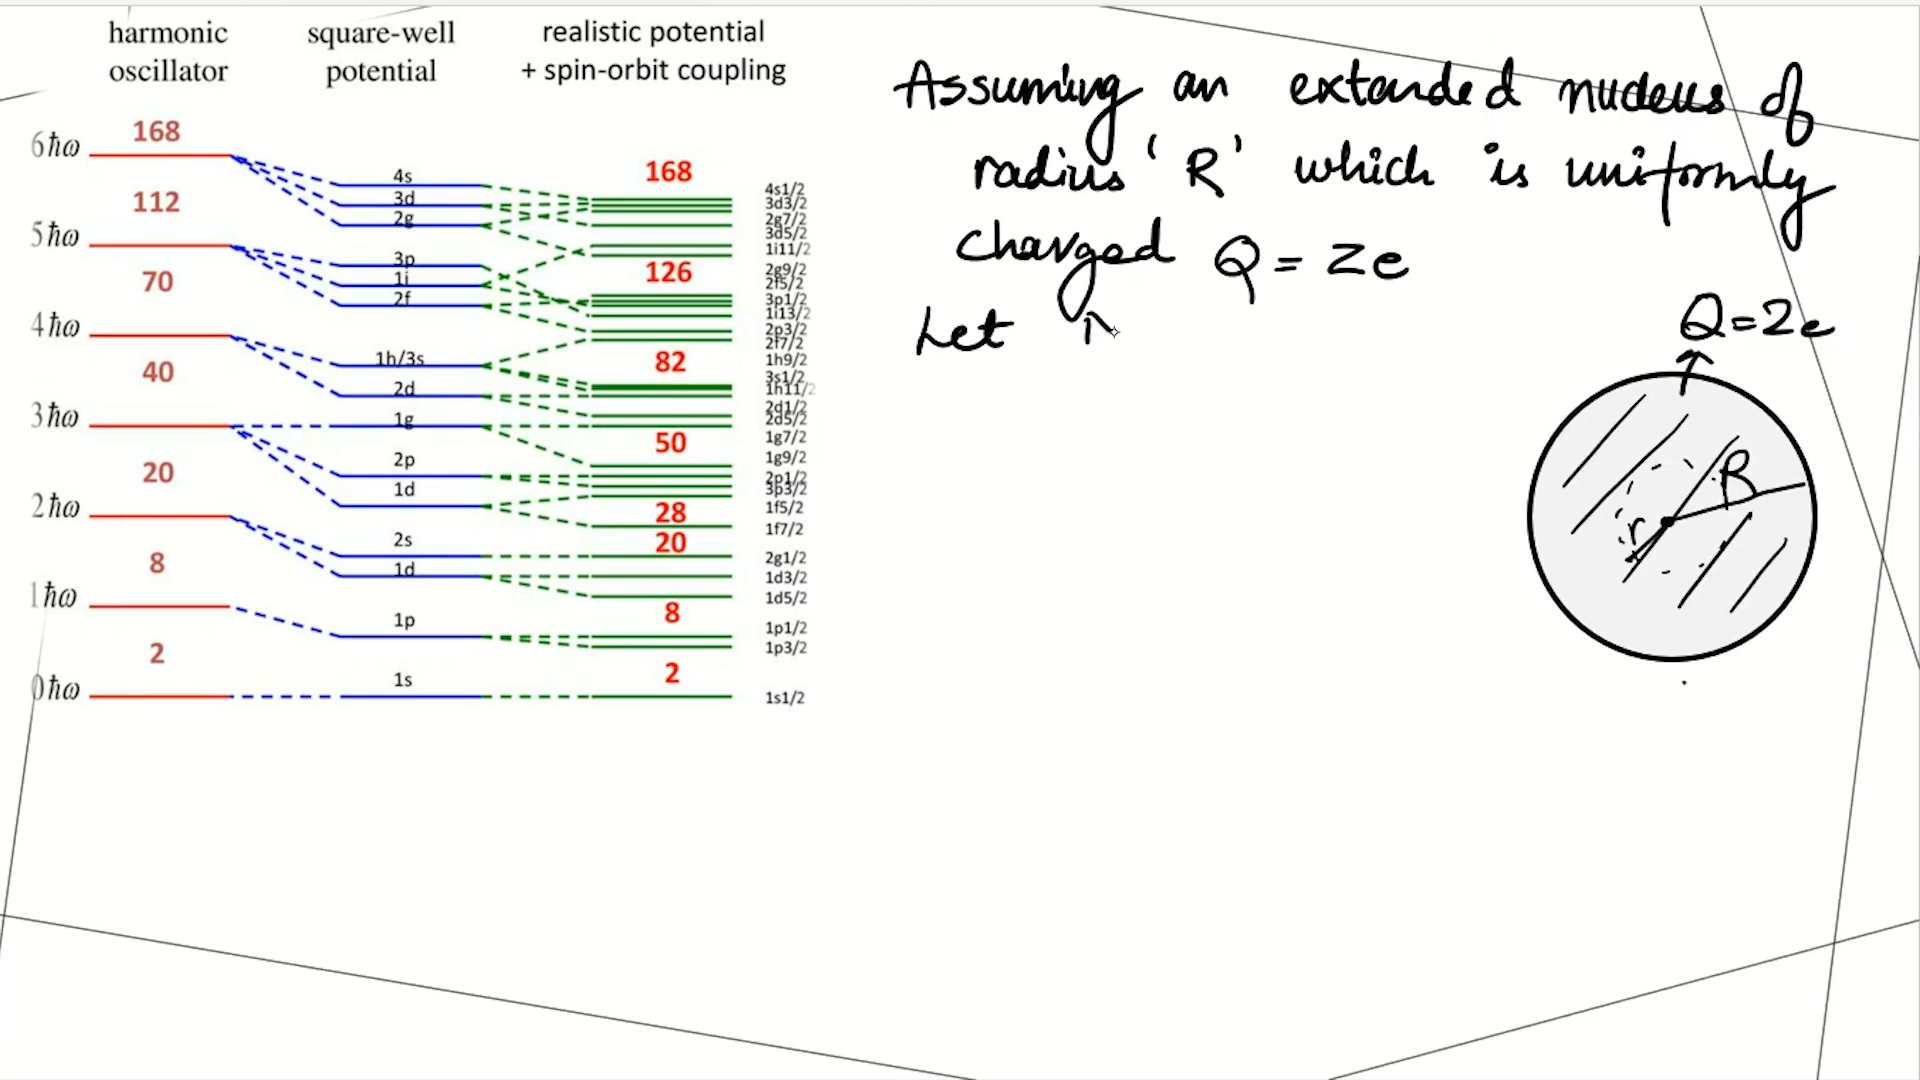 harmonic oscillator
square-well potential
realistic potential + spin-orbit coupling
6ħω
168
5ħω
112
4ħω
70
3ħω
40
2ħω
20
1ħω
8
0ħω
2
4s
3d
2g
3p
1i
2f
1h/3s
2d
1g
2p
1d
2s
1d
1p
1s
168
126
82
50
28
20
8
2
4s1/2
3d3/2
2g7/2
3d5/2
1i11/2
2g9/2
2f5/2
3p1/2
1i13/2
2p3/2
2f7/2
1h9/2
3s1/2
1h11/2
2d1/2
2d5/2
1g7/2
1g9/2
2p1/2
3p3/2
1f5/2
1f7/2
2g1/2
1d3/2
1d5/2
1p1/2
1p3/2
1s1/2
Assuming an extanded nucleus of
radius 'R' which is uniformly
charged Q = Ze
Let
Q=Ze
R
r